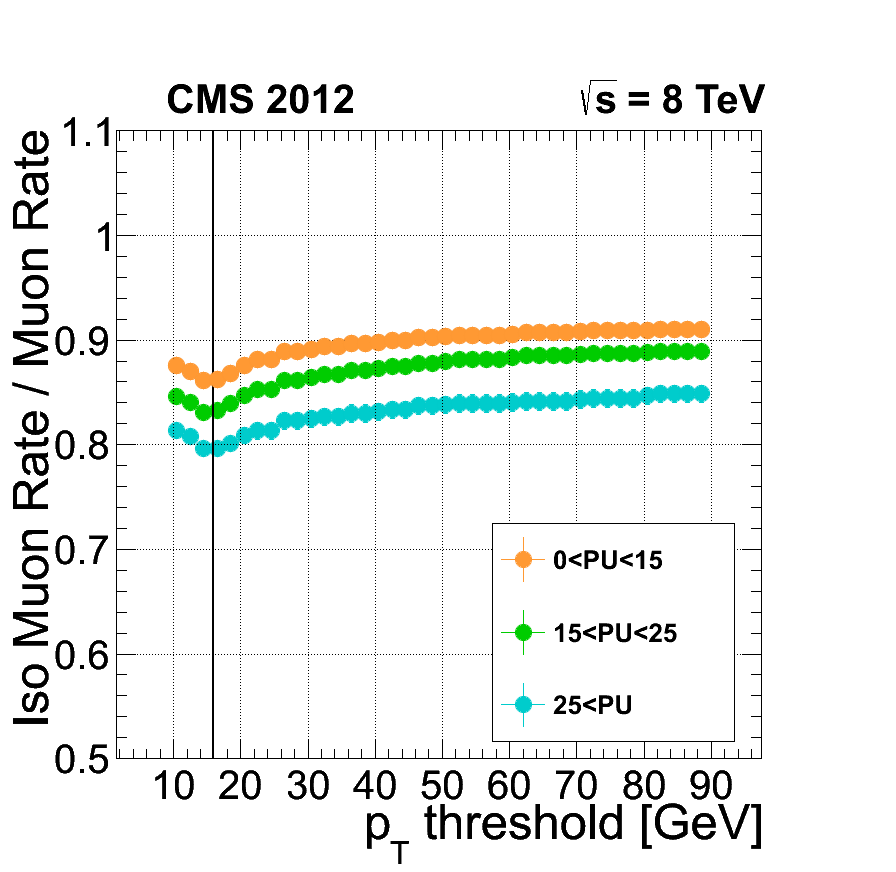 CMS 2012
√s = 8 TeV
Iso Muon Rate / Muon Rate
1.1
1
0.9
0.8
0.7
0.6
0.5
0<PU<15
15<PU<25
25<PU
10 20 30 40 50 60 70 80 90
pT threshold [GeV]